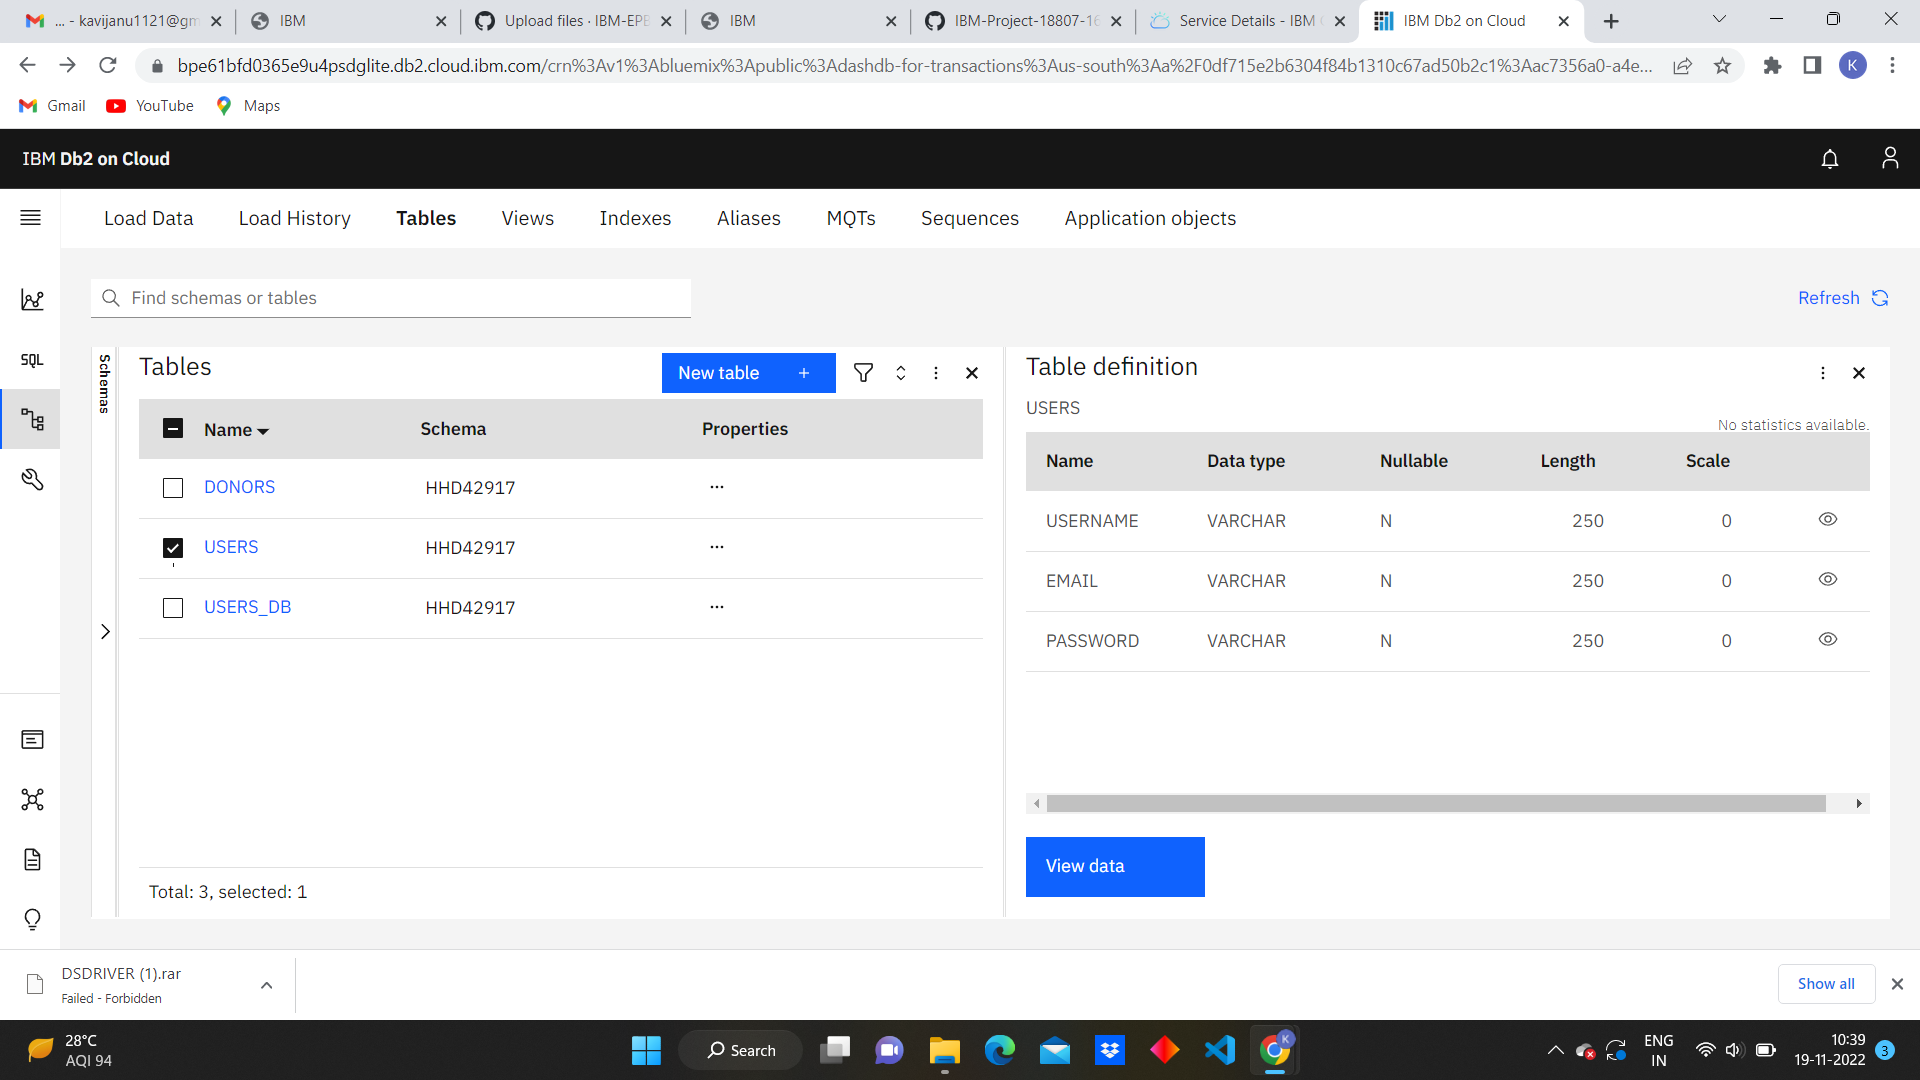 ... - kavijanu1121@gm
IBM
Upload files · IBM-EPB
IBM
IBM-Project-18807-16
Service Details - IBM
IBM Db2 on Cloud
bpe61bfd0365e9u4psdglite.db2.cloud.ibm.com/crn%3Av1%3Abluemix%3Apublic%3Adashdb-for-transactions%3Aus-south%3Aa%2F0df715e2b6304f84b1310c67ad50b2c1%3Aac7356a0-a4e...
K
Gmail
YouTube
Maps
IBM Db2 on Cloud
Load Data
Load History
Tables
Views
Indexes
Aliases
MQTs
Sequences
Application objects
SQL
Find schemas or tables
Refresh
Schemas
Tables
New table +
Name
Schema
Properties
DONORS
HHD42917
...
USERS
HHD42917
...
USERS_DB
HHD42917
...
Total: 3, selected: 1
Table definition
USERS
No statistics available.
Name
Data type
Nullable
Length
Scale
USERNAME
VARCHAR
N
250
0
EMAIL
VARCHAR
N
250
0
PASSWORD
VARCHAR
N
250
0
View data
DSDRIVER (1).rar
Failed - Forbidden
Show all
28°C
AQI 94
Search
K
ENG
IN
10:39
19-11-2022
3